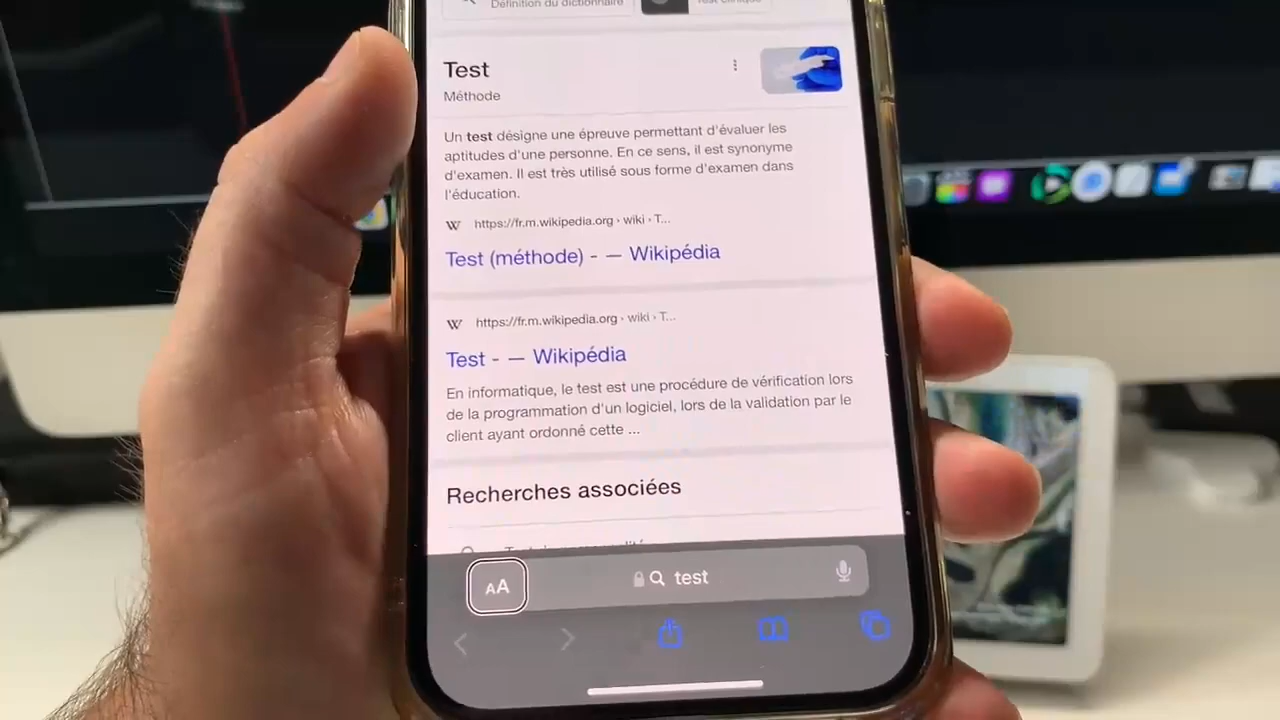 Définition du dictionnaire
Test clinique
Test
Méthode
Un test désigne une épreuve permettant d'évaluer les
aptitudes d'une personne. En ce sens, il est synonyme
d'examen. Il est très utilisé sous forme d'examen dans
l'éducation.
W https://fr.m.wikipedia.org › wiki › T...
Test (méthode) - — Wikipédia
W https://fr.m.wikipedia.org › wiki › T...
Test - — Wikipédia
En informatique, le test est une procédure de vérification lors
de la programmation d'un logiciel, lors de la validation par le
client ayant ordonné cette ...
Recherches associées
AA test